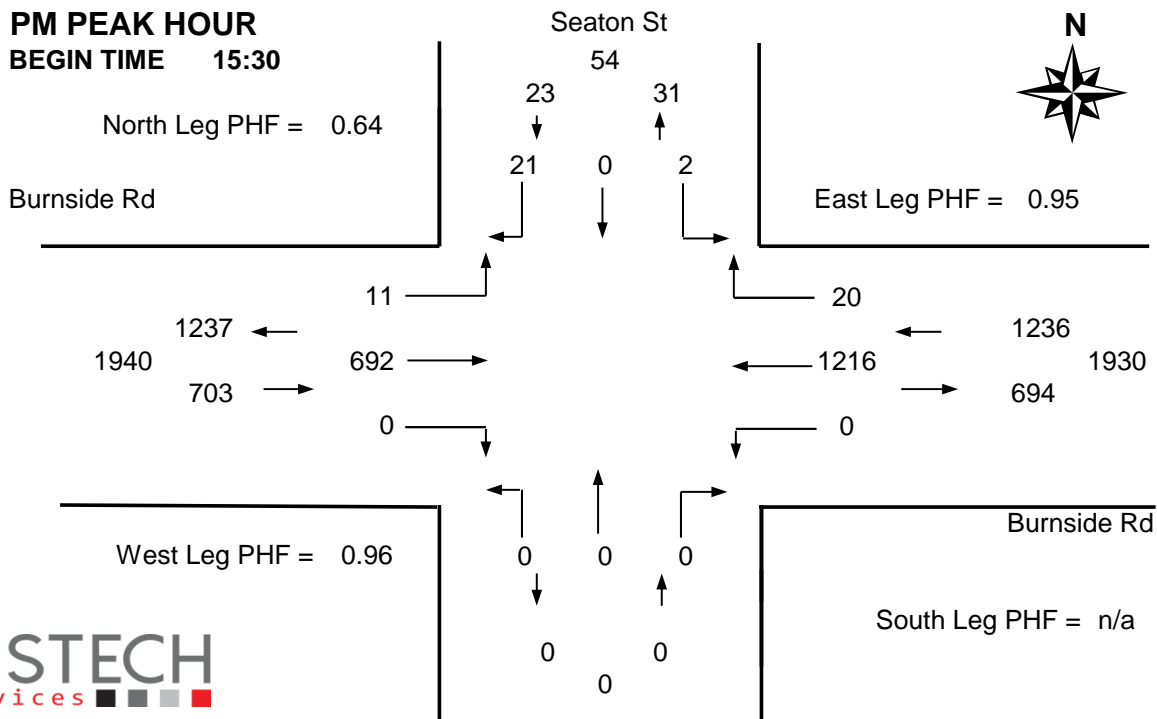 PM PEAK HOUR
BEGIN TIME 15:30
Seaton St
54
N
23 31
North Leg PHF = 0.64
21 0 2
Burnside Rd
East Leg PHF = 0.95
11 20
1237 1236
1940 692 1216 1930
703 694
0 0
Burnside Rd
West Leg PHF = 0.96
0 0 0
South Leg PHF = n/a
0 0
0
STECH
vices